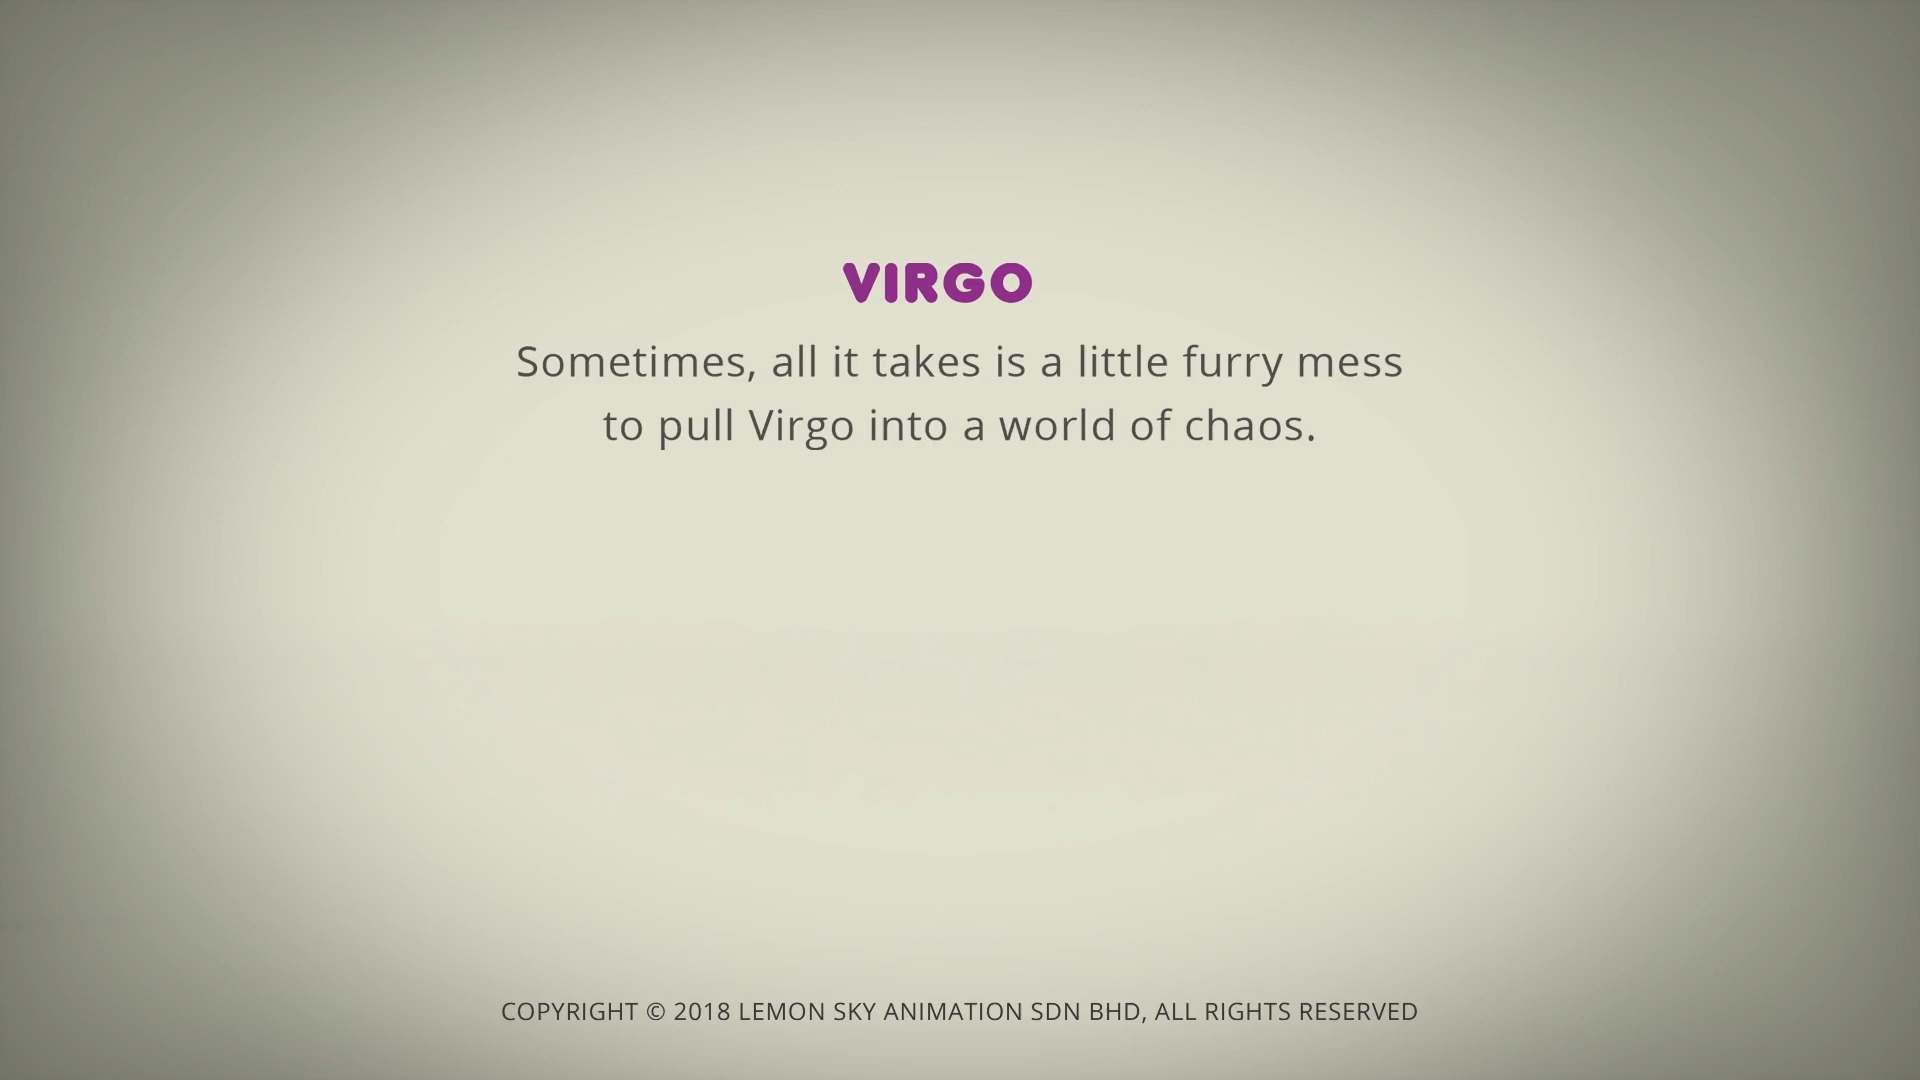 VIRGO
Sometimes, all it takes is a little furry mess
to pull Virgo into a world of chaos.
COPYRIGHT © 2018 LEMON SKY ANIMATION SDN BHD, ALL RIGHTS RESERVED